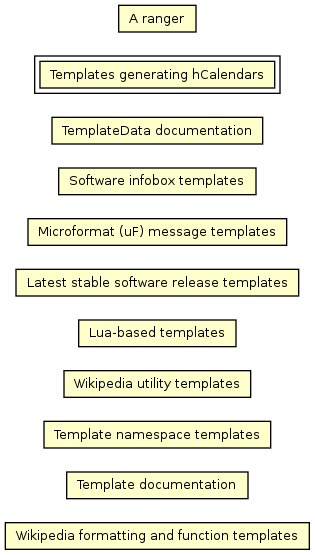 A ranger
Templates generating hCalendars
TemplateData documentation
Software infobox templates
Microformat (uF) message templates
Latest stable software release templates
Lua-based templates
Wikipedia utility templates
Template namespace templates
Template documentation
Wikipedia formatting and function templates